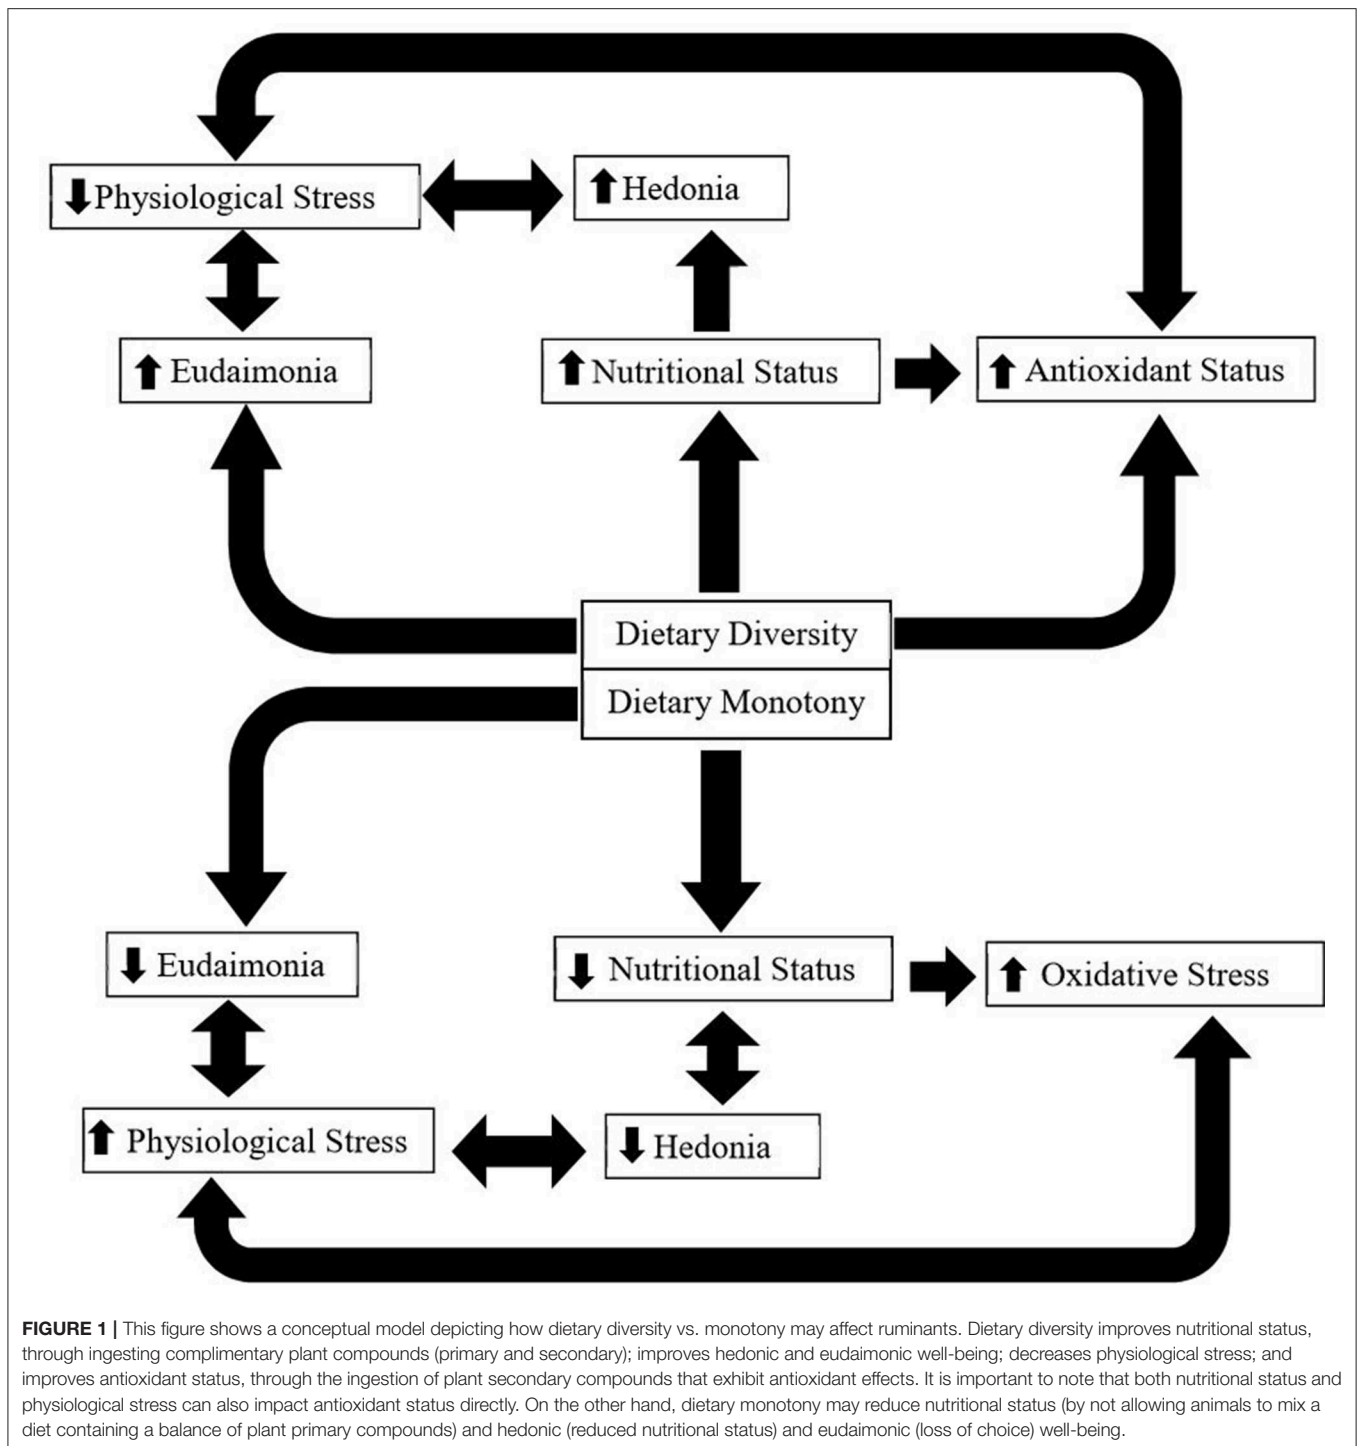 Physiological Stress
Hedonia
Eudaimonia
Nutritional Status
Antioxidant Status
Dietary Diversity
Dietary Monotony
Eudaimonia
Nutritional Status
Oxidative Stress
Physiological Stress
Hedonia
FIGURE 1 | This figure shows a conceptual model depicting how dietary diversity vs. monotony may affect ruminants. Dietary diversity improves nutritional status,
through ingesting complimentary plant compounds (primary and secondary); improves hedonic and eudaimonic well-being; decreases physiological stress; and
improves antioxidant status, through the ingestion of plant secondary compounds that exhibit antioxidant effects. It is important to note that both nutritional status and
physiological stress can also impact antioxidant status directly. On the other hand, dietary monotony may reduce nutritional status (by not allowing animals to mix a
diet containing a balance of plant primary compounds) and hedonic (reduced nutritional status) and eudaimonic (loss of choice) well-being.